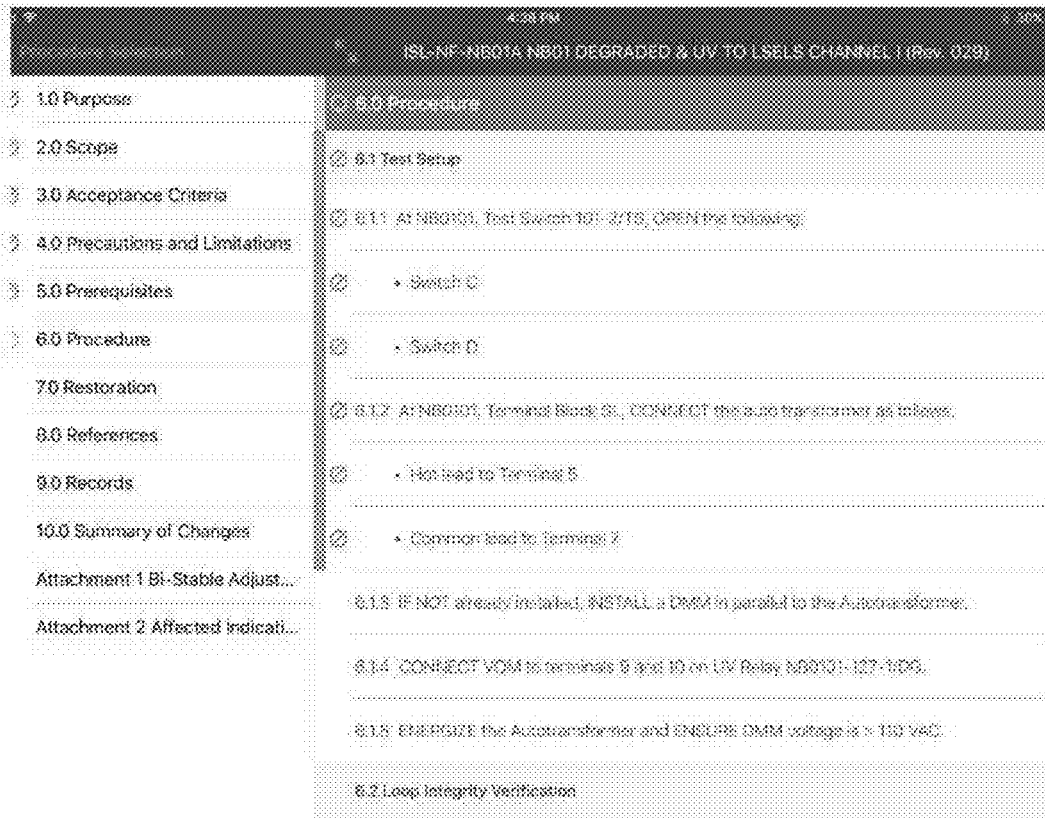 4:38 PM
ISL-NF-NB01A NB01 DEGRADED & UV TO LSELS CHANNEL I (Rev. 029)
1.0 Purpose
2.0 Scope
3.0 Acceptance Criteria
4.0 Precautions and Limitations
5.0 Prerequisites
6.0 Procedure
7.0 Restoration
8.0 References
9.0 Records
10.0 Summary of Changes
Attachment 1 Bi-Stable Adjust...
Attachment 2 Affected Indicati...
6.0 Procedure
6.1 Test Setup
6.1.1 At NB0101, Test Switch 101-2/TS, OPEN the following:
• Switch C
• Switch D
6.1.2 At NB0101, Terminal Block SL, CONNECT the auto transformer as follows:
• Hot lead to Terminal 5
• Common lead to Terminal 7
6.1.3 IF NOT already installed, INSTALL a DMM in parallel to the Autotransformer.
6.1.4 CONNECT VOM to terminals 9 and 10 on UV Relay NB0101-127-1/DG.
6.1.5 ENERGIZE the Autotransformer and ENSURE DMM voltage is > 110 VAC.
6.2 Loop Integrity Verification